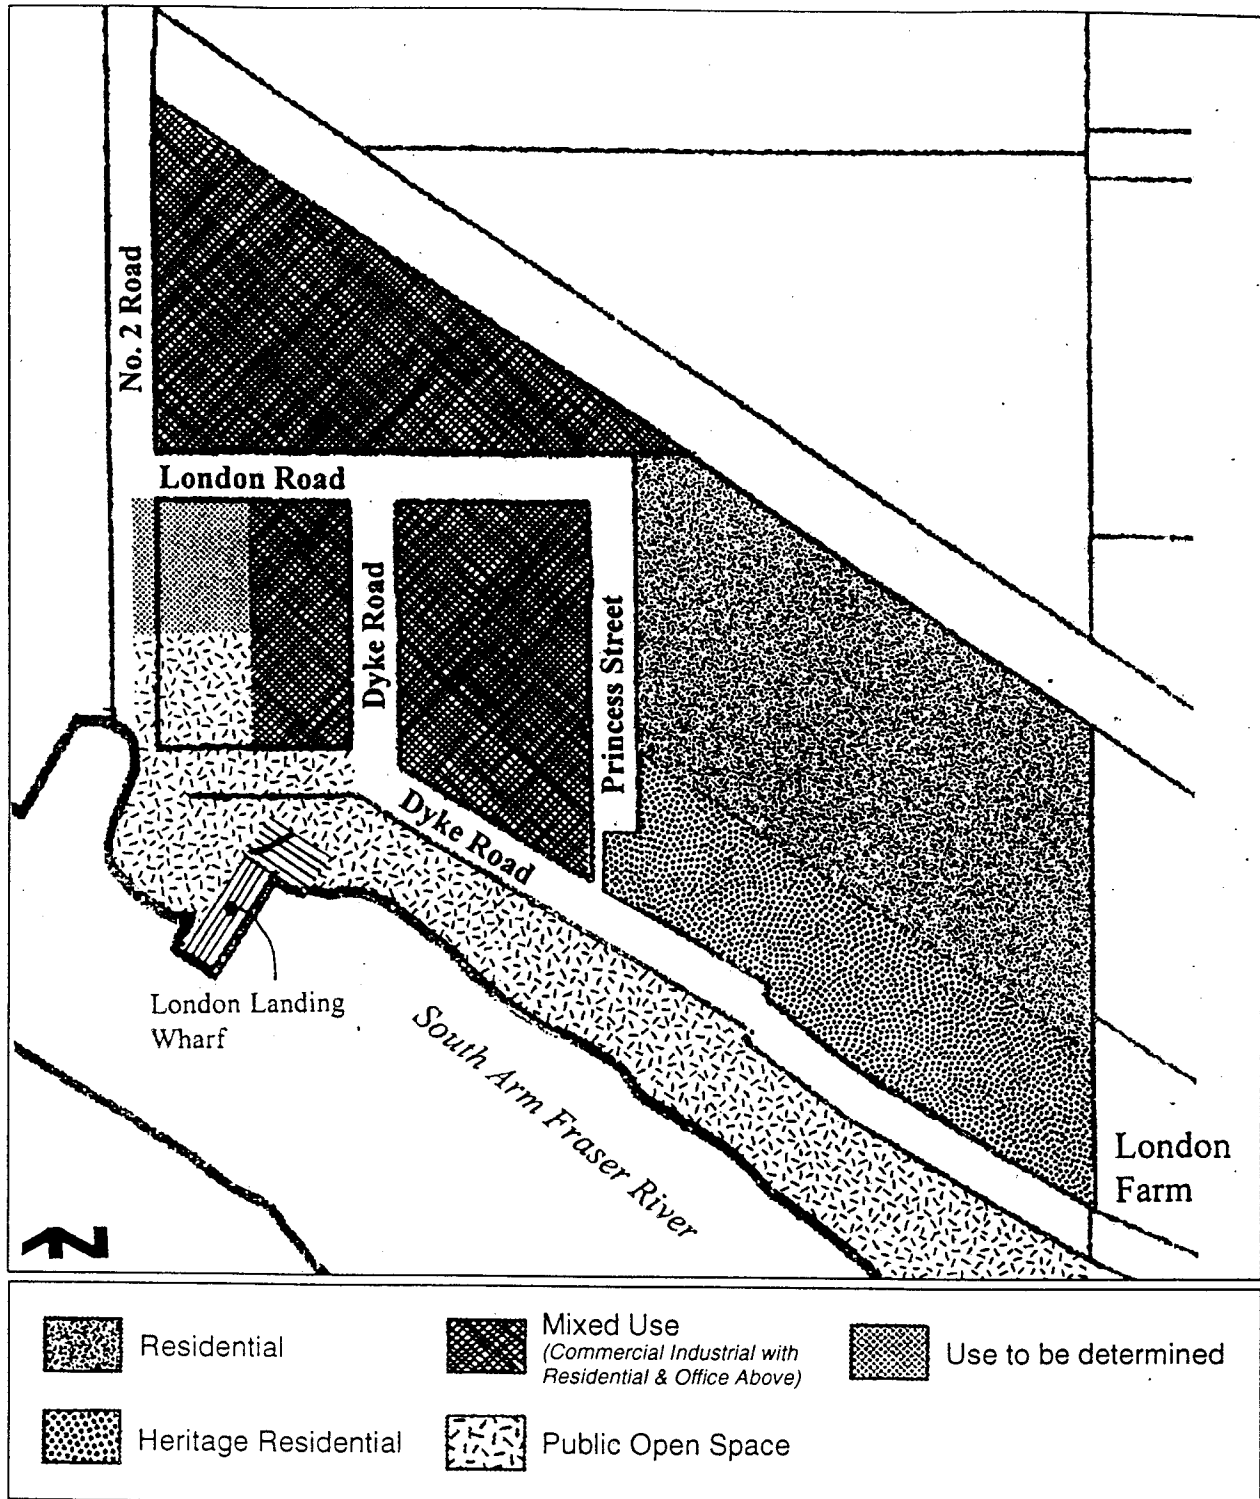 No. 2 Road
London Road
Dyke Road
Princess Street
Dyke Road
London Landing
Wharf
South Arm Fraser River
London
Farm
N
Residential
Mixed Use
(Commercial Industrial with
Residential & Office Above)
Use to be determined
Heritage Residential
Public Open Space